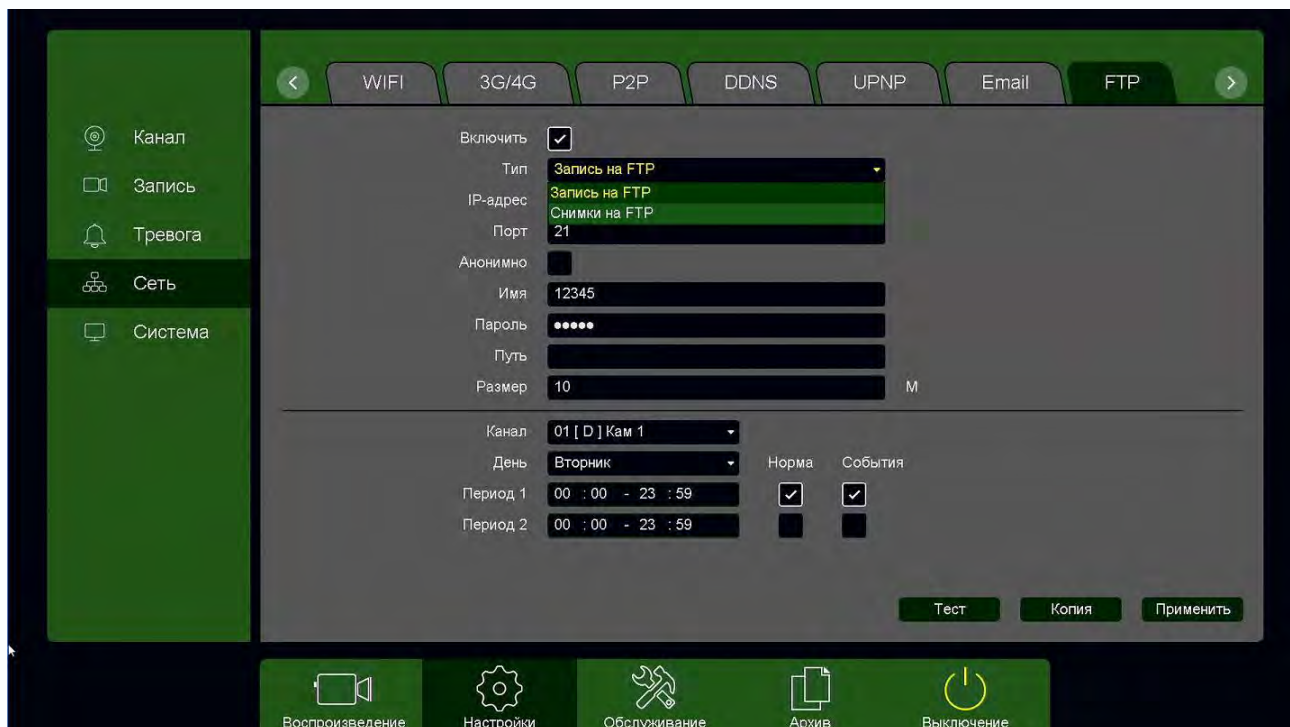 WIFI 3G/4G P2P DDNS UPNP Email FTP
Канал
Запись
Тревога
Сеть
Система
Включить
Тип Запись на FTP
Запись на FTP
IP-адрес
Снимки на FTP
Порт 21
Анонимно
Имя 12345
Пароль •••••
Путь
Размер 10 M
Канал 01 [ D ] Кам 1
День Вторник Норма События
Период 1 00 : 00 - 23 : 59
Период 2 00 : 00 - 23 : 59
Тест Копия Применить
Воспроизведение Настройки Обслуживание Архив Выключение